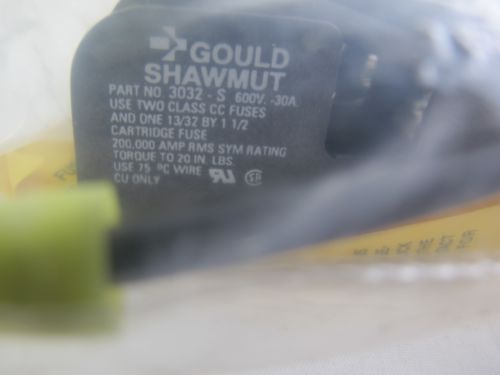 GOULD
SHAWMUT
PART NO. 3032 - S 600V. -30A.
USE TWO CLASS CC FUSES
AND ONE 13/32 BY 1 1/2
CARTRIDGE FUSE
200,000 AMP RMS SYM RATING
TORQUE TO 20 IN. LBS.
USE 75 °C WIRE
CU ONLY
FOR